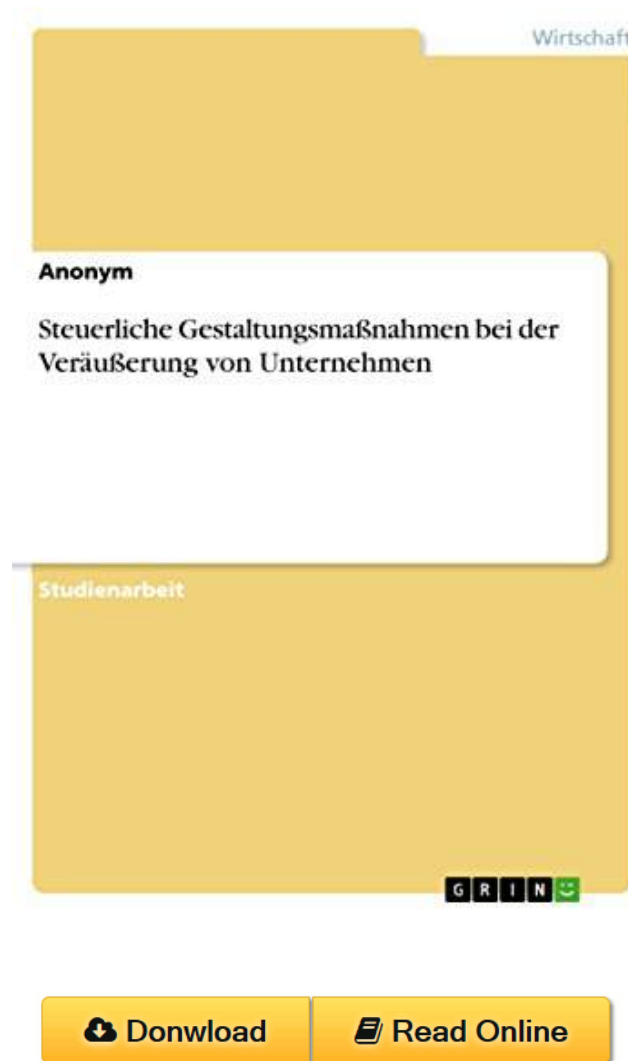 Wirtschaft
Anonym
Steuerliche Gestaltungsmaßnahmen bei der
Veräußerung von Unternehmen
Studienarbeit
GRIN
Donwload
Read Online